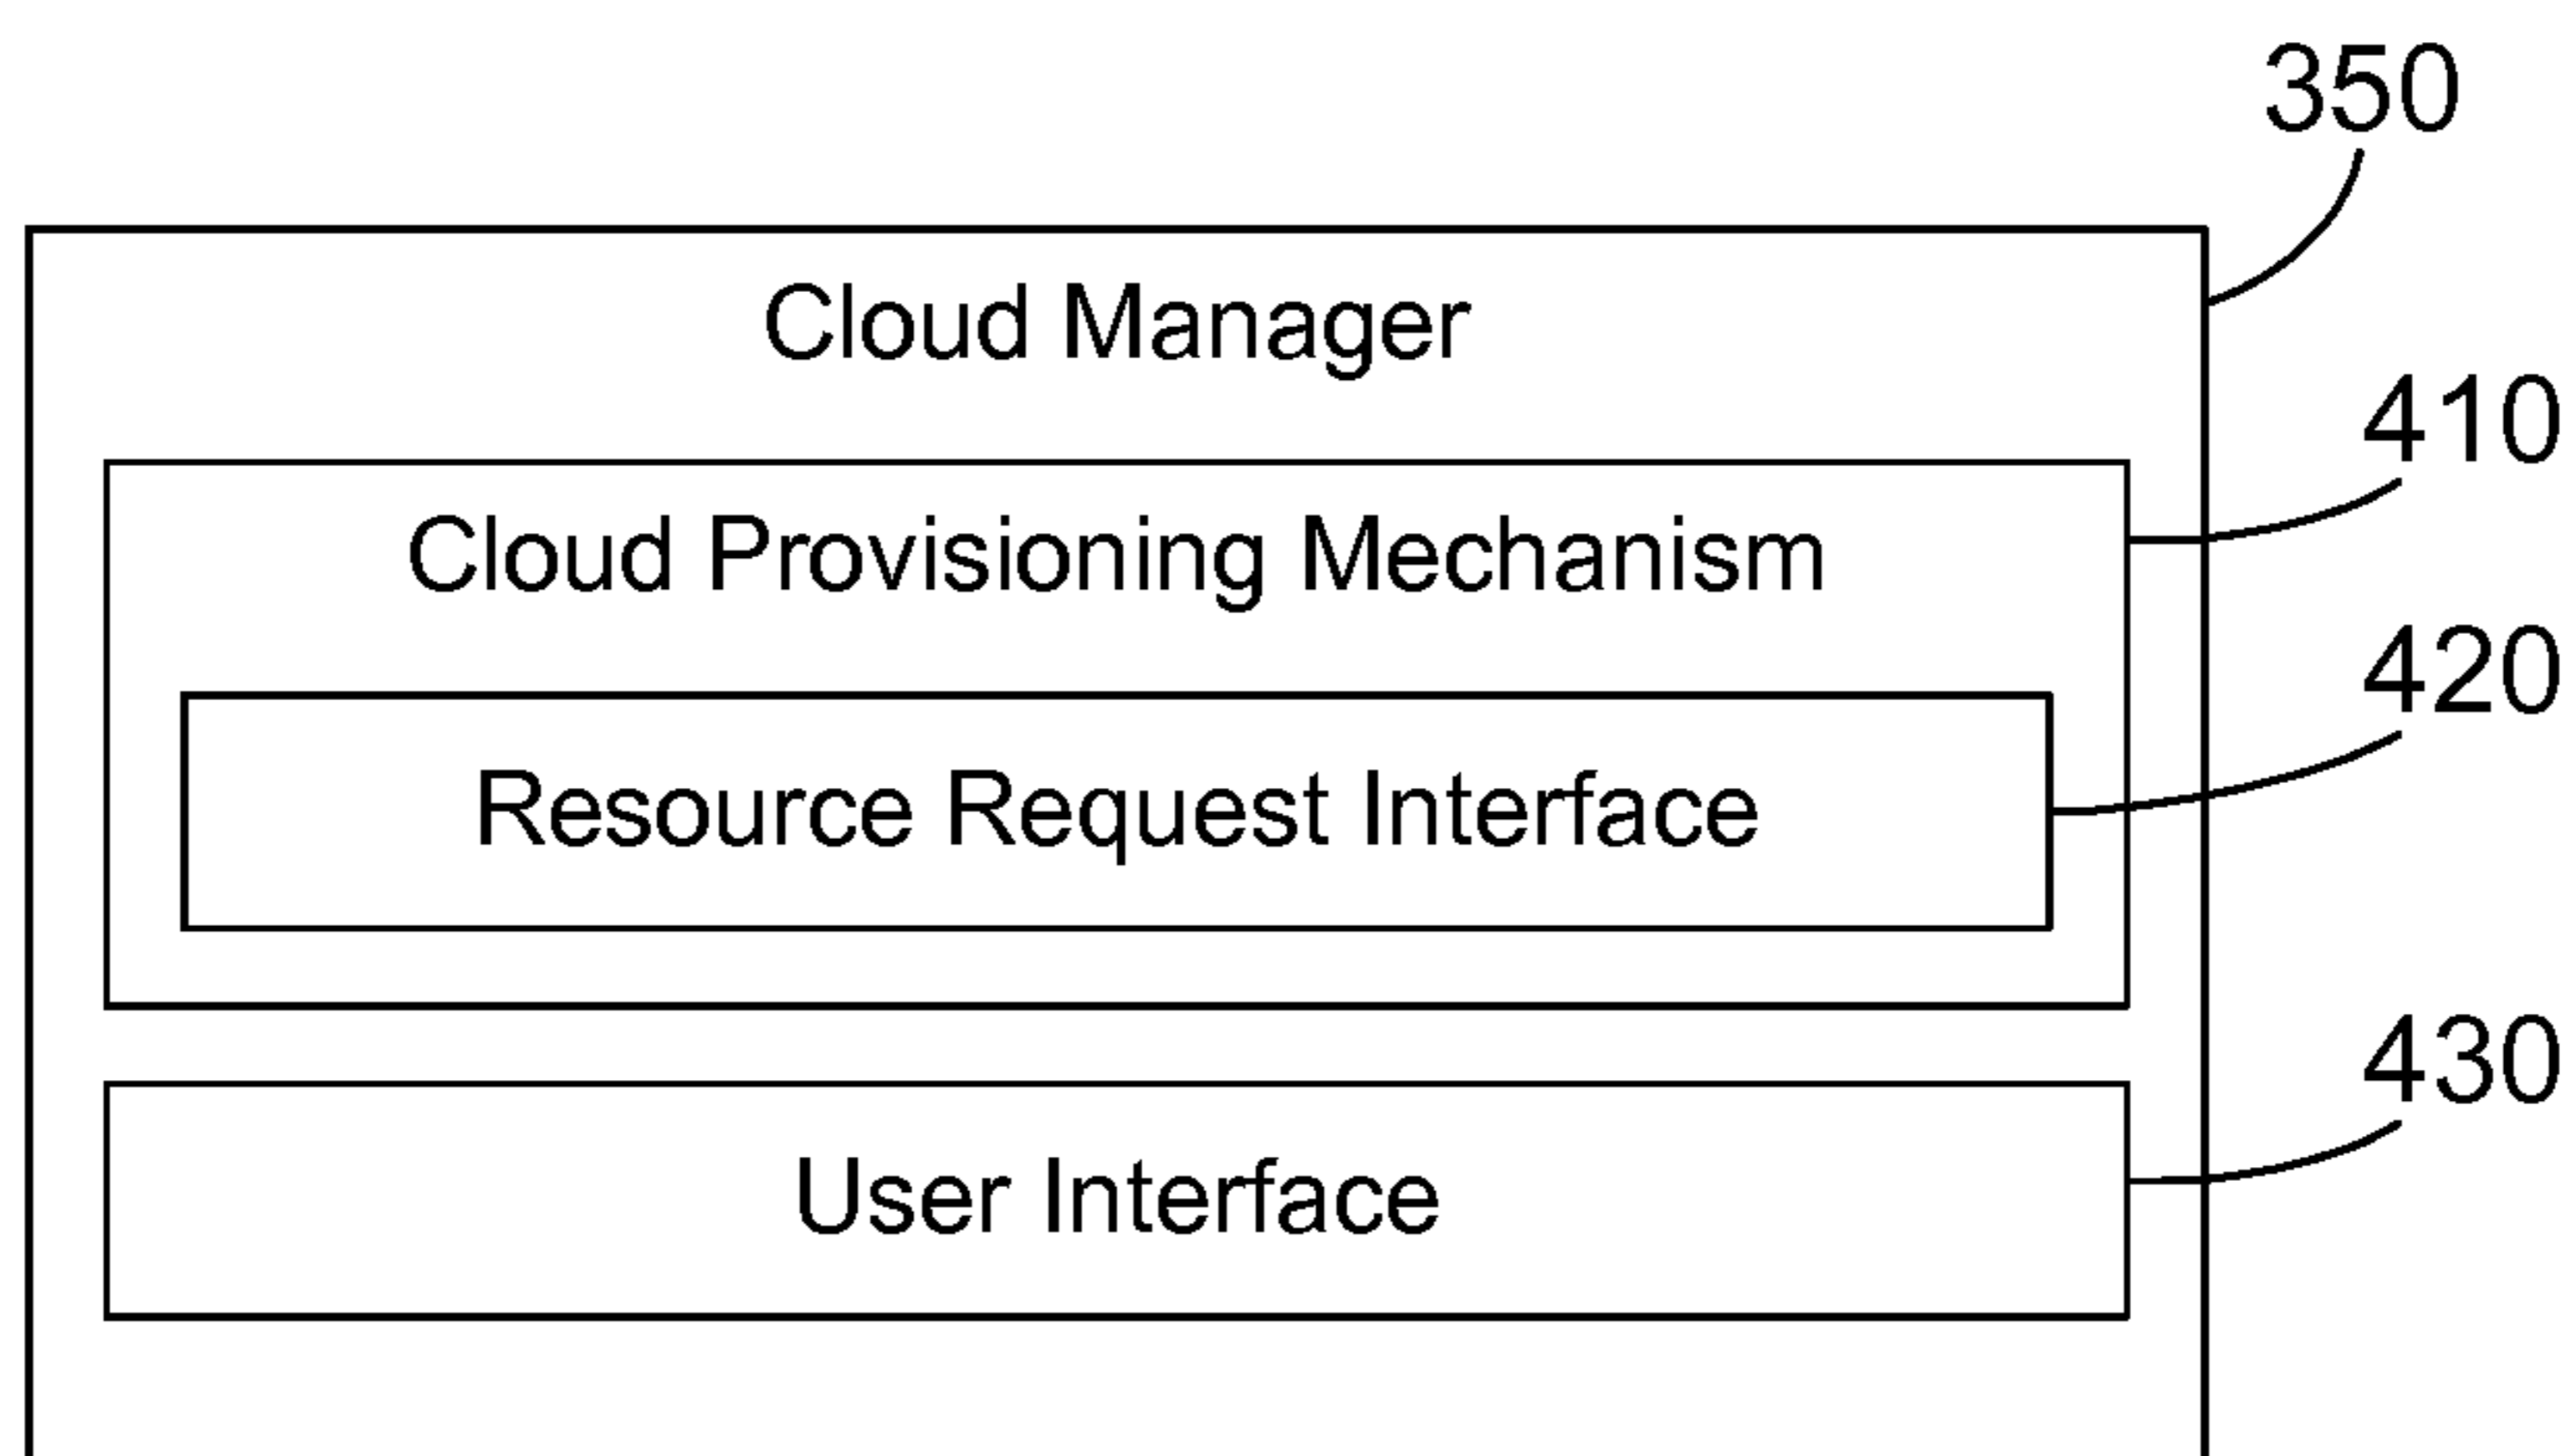 350
Cloud Manager
410
Cloud Provisioning Mechanism
420
Resource Request Interface
430
User Interface